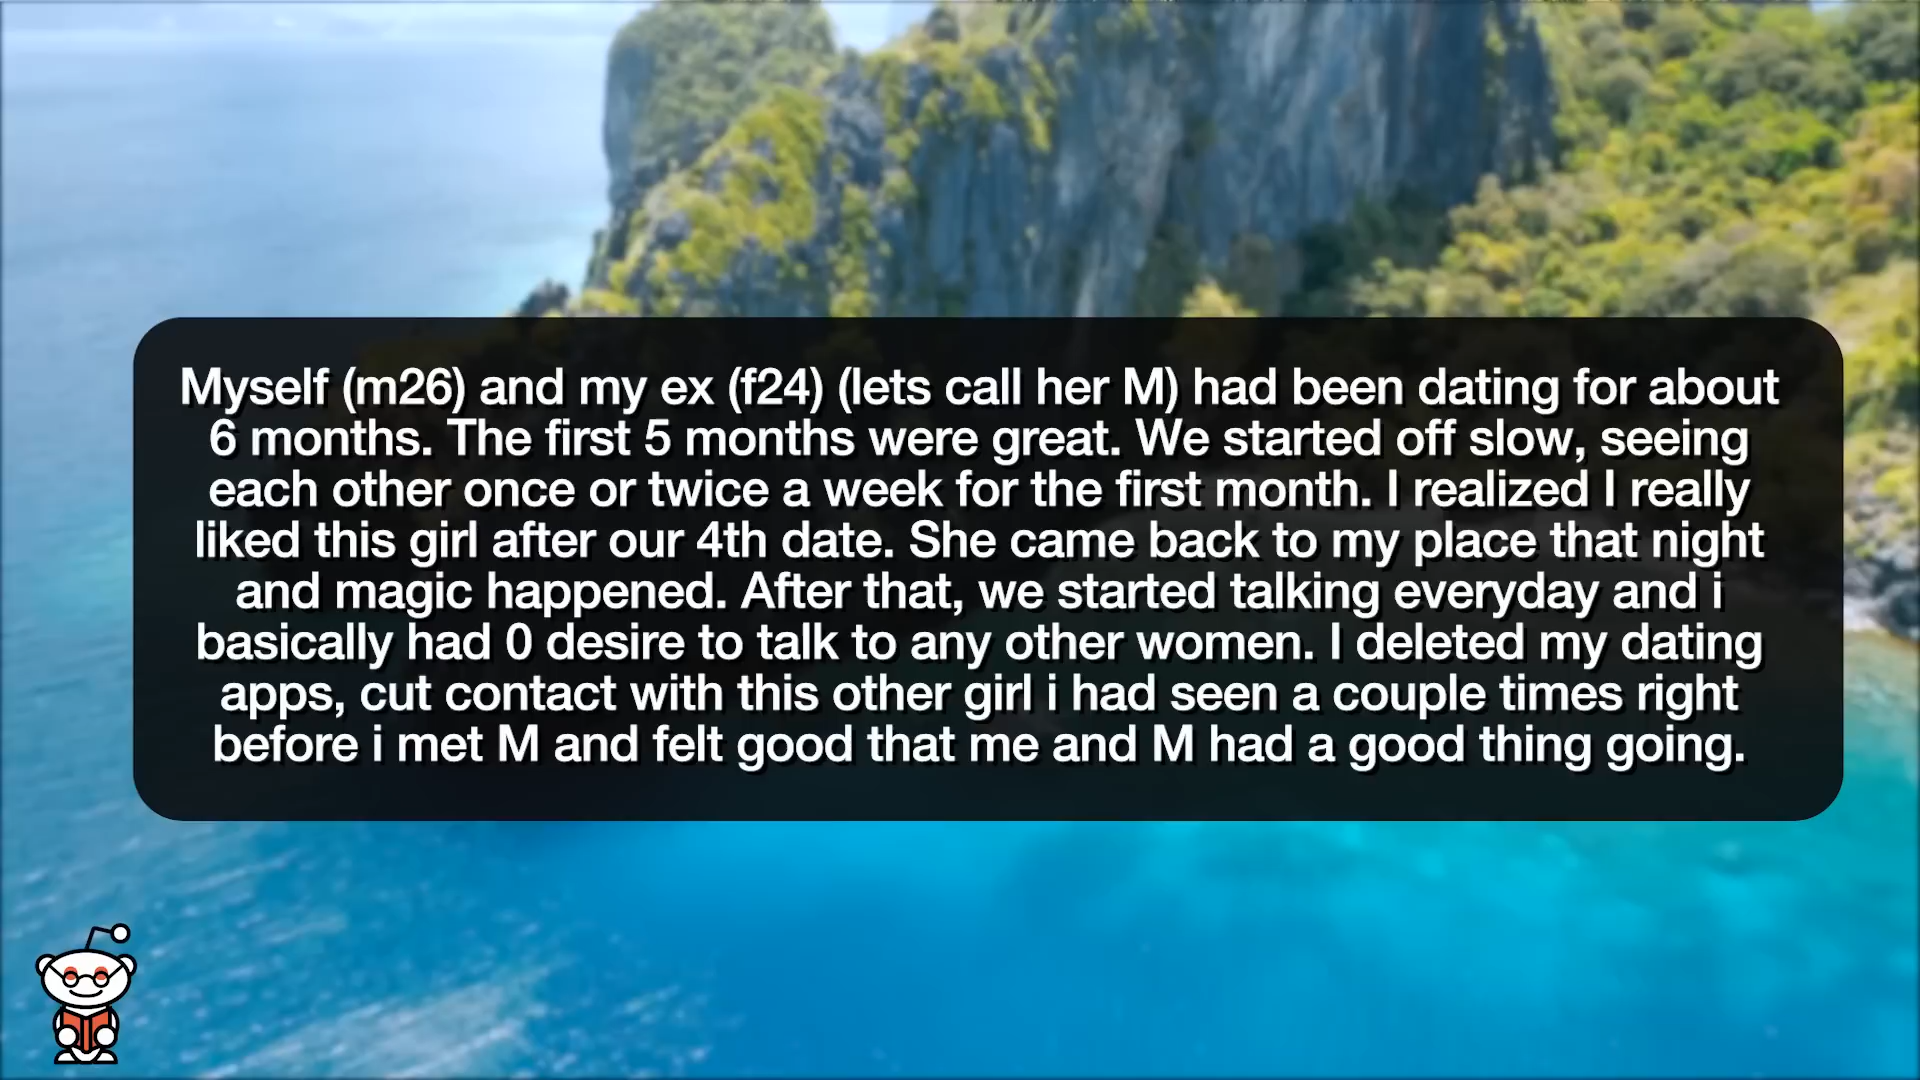 Myself (m26) and my ex (f24) (lets call her M) had been dating for about
6 months. The first 5 months were great. We started off slow, seeing
each other once or twice a week for the first month. I realized I really
liked this girl after our 4th date. She came back to my place that night
and magic happened. After that, we started talking everyday and i
basically had 0 desire to talk to any other women. I deleted my dating
apps, cut contact with this other girl i had seen a couple times right
before i met M and felt good that me and M had a good thing going.